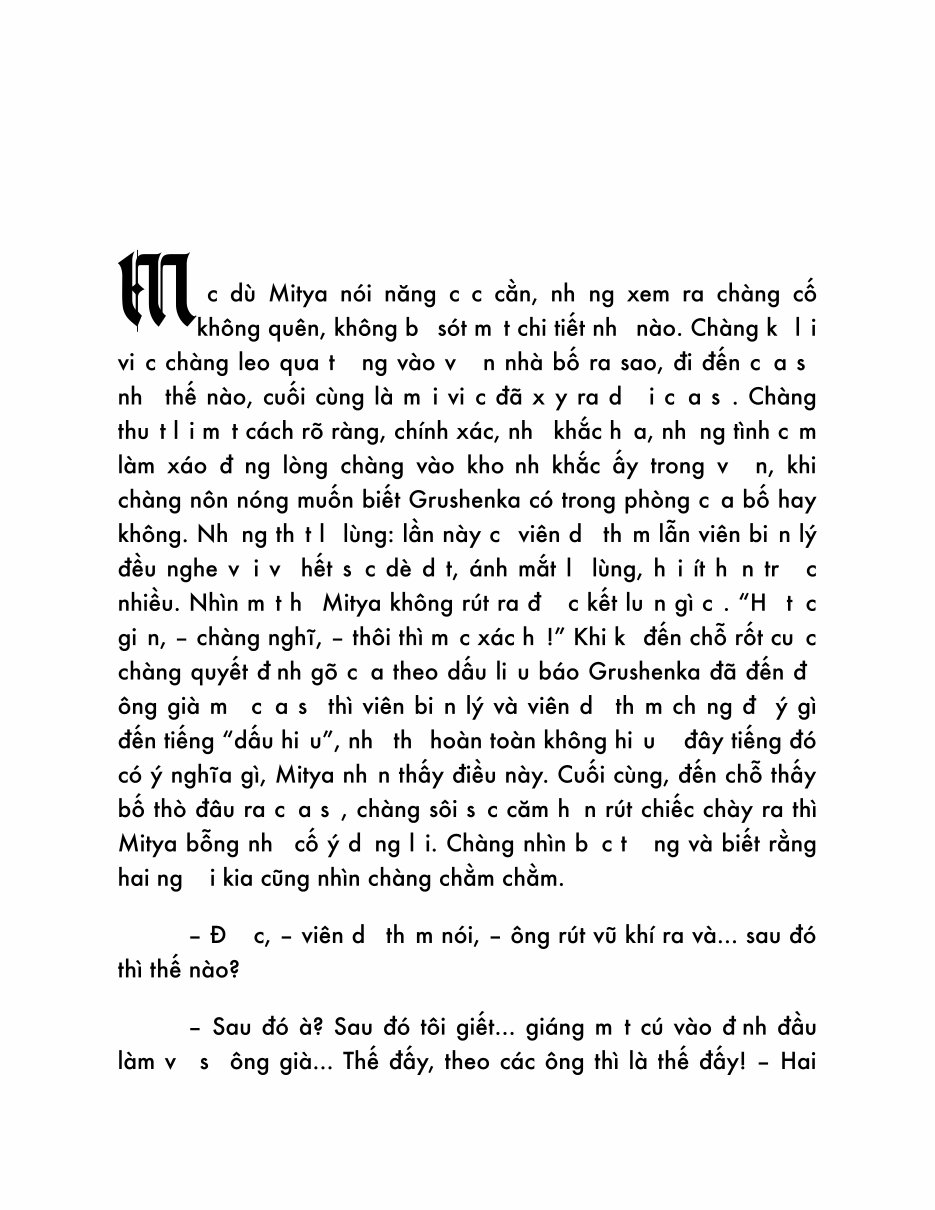 M c dù Mitya nói năng c c cằn, nh ng xem ra chàng cố
không quên, không b sót m t chi tiết nh nào. Chàng k l i
vi c chàng leo qua t ng vào v n nhà bố ra sao, đi đến c a s
nh thế nào, cuối cùng là m i vi c đã x y ra d i c a s . Chàng
thu t l i m t cách rõ ràng, chính xác, nh khắc h a, nh ng tình c m
làm xáo đ ng lòng chàng vào kho nh khắc ấy trong v n, khi
chàng nôn nóng muốn biết Grushenka có trong phòng c a bố hay
không. Nh ng th t l lùng: lần này c viên d th m lẫn viên bi n lý
đều nghe v i v hết s c dè d t, ánh mắt l lùng, h i ít h n tr c
nhiều. Nhìn m t h Mitya không rút ra đ c kết lu n gì c . “H t c
gi n, – chàng nghĩ, – thôi thì m c xác h !” Khi k đến chỗ rốt cu c
chàng quyết đ nh gõ c a theo dấu li u báo Grushenka đã đến đ
ông già m c a s thì viên bi n lý và viên d th m ch ng đ ý gì
đến tiếng “dấu hi u”, nh th hoàn toàn không hi u đây tiếng đó
có ý nghĩa gì, Mitya nh n thấy điều này. Cuối cùng, đến chỗ thấy
bố thò đâu ra c a s , chàng sôi s c căm h n rút chiếc chày ra thì
Mitya bỗng nh cố ý d ng l i. Chàng nhìn b c t ng và biết rằng
hai ng i kia cũng nhìn chàng chằm chằm.
– Đ c, – viên d th m nói, – ông rút vũ khí ra và... sau đó
thì thế nào?
– Sau đó à? Sau đó tôi giết... giáng m t cú vào đ nh đầu
làm v s ông già... Thế đấy, theo các ông thì là thế đấy! – Hai